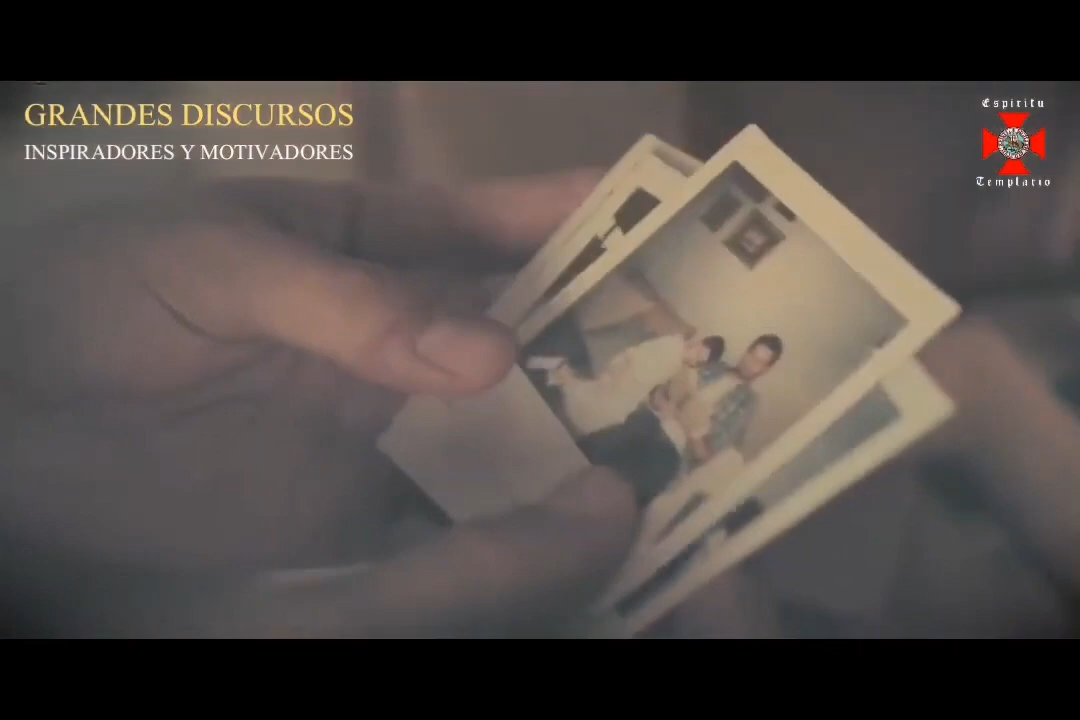 GRANDES DISCURSOS
INSPIRADORES Y MOTIVADORES
Espiritu
Templario